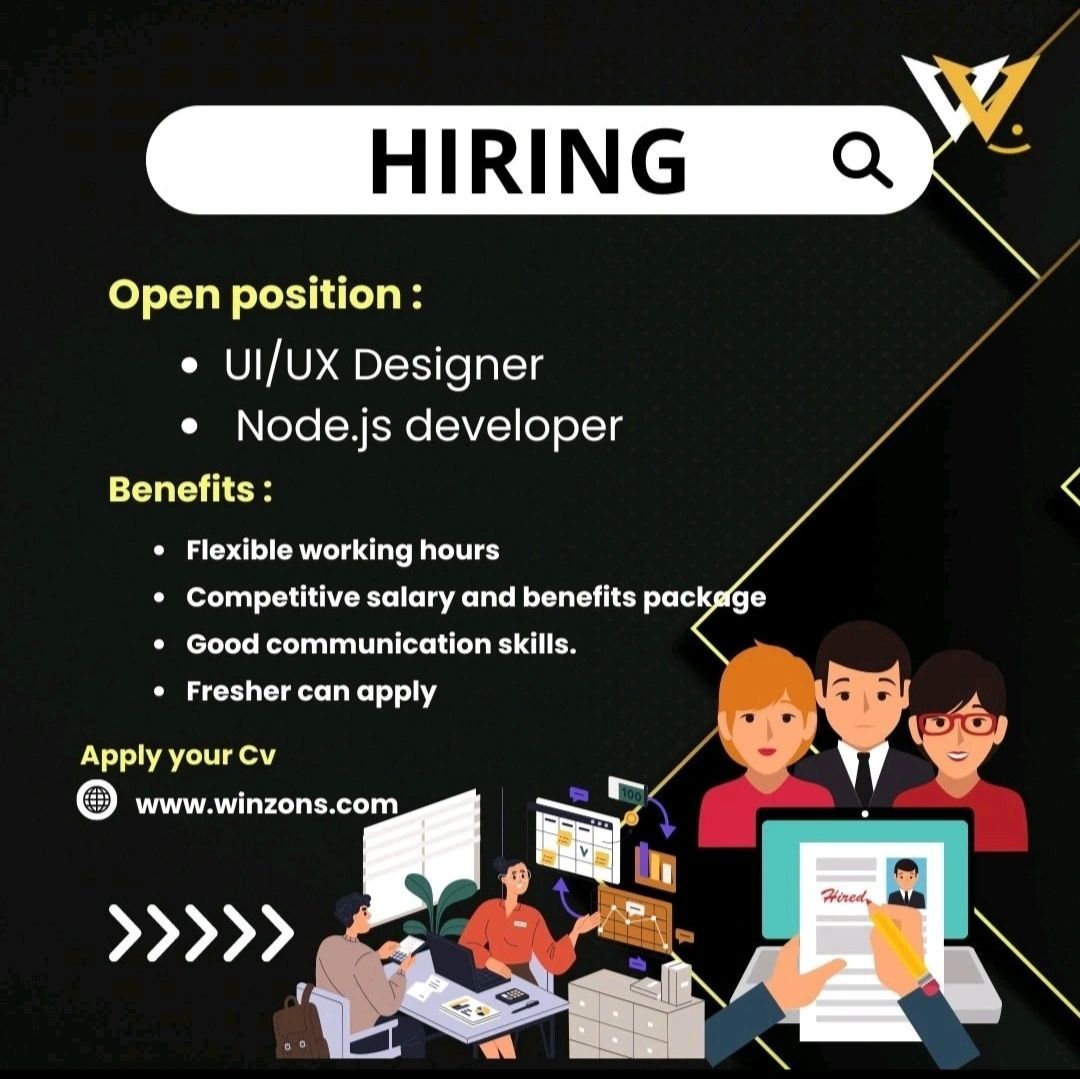 HIRING
Open position :
• UI/UX Designer
• Node.js developer
Benefits :
• Flexible working hours
• Competitive salary and benefits package
• Good communication skills.
• Fresher can apply
Apply your Cv
www.winzons.com
100
Hired